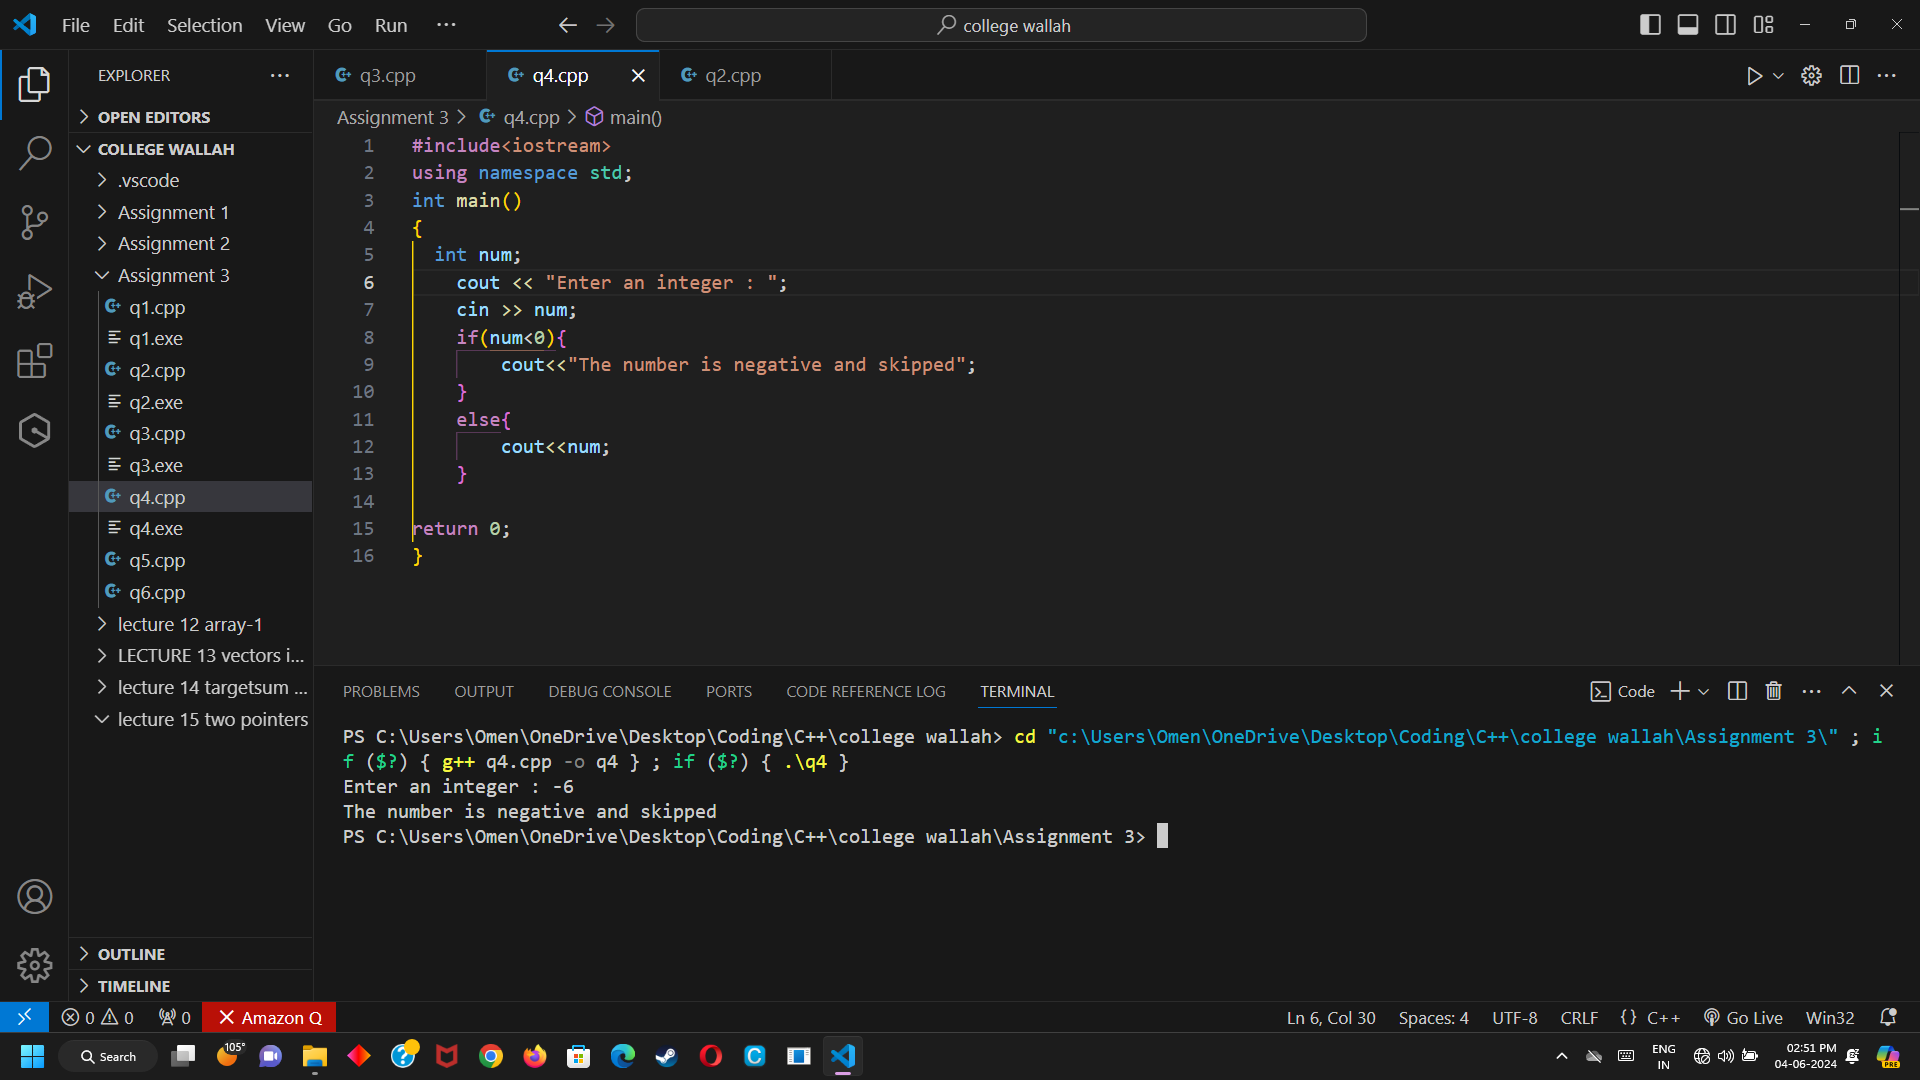 File Edit Selection View Go Run ···
college wallah
EXPLORER ···
OPEN EDITORS
COLLEGE WALLAH
.vscode
Assignment 1
Assignment 2
Assignment 3
q1.cpp
q1.exe
q2.cpp
q2.exe
q3.cpp
q3.exe
q4.cpp
q4.exe
q5.cpp
q6.cpp
lecture 12 array-1
LECTURE 13 vectors i...
lecture 14 targetsum ...
lecture 15 two pointers
OUTLINE
TIMELINE
q3.cpp q4.cpp q2.cpp
Assignment 3 > q4.cpp > main()
1 #include<iostream>
2 using namespace std;
3 int main()
4 {
5 int num;
6 cout << "Enter an integer : ";
7 cin >> num;
8 if(num<0){
9 cout<<"The number is negative and skipped";
10 }
11 else{
12 cout<<num;
13 }
14
15 return 0;
16 }
PROBLEMS OUTPUT DEBUG CONSOLE PORTS CODE REFERENCE LOG TERMINAL
Code
PS C:\Users\Omen\OneDrive\Desktop\Coding\C++\college wallah> cd "c:\Users\Omen\OneDrive\Desktop\Coding\C++\college wallah\Assignment 3\" ; i
f ($?) { g++ q4.cpp -o q4 } ; if ($?) { .\q4 }
Enter an integer : -6
The number is negative and skipped
PS C:\Users\Omen\OneDrive\Desktop\Coding\C++\college wallah\Assignment 3>
0 0 0 Amazon Q
Ln 6, Col 30 Spaces: 4 UTF-8 CRLF {} C++ Go Live Win32
Search
105°
ENG
IN
02:51 PM
04-06-2024
PRE